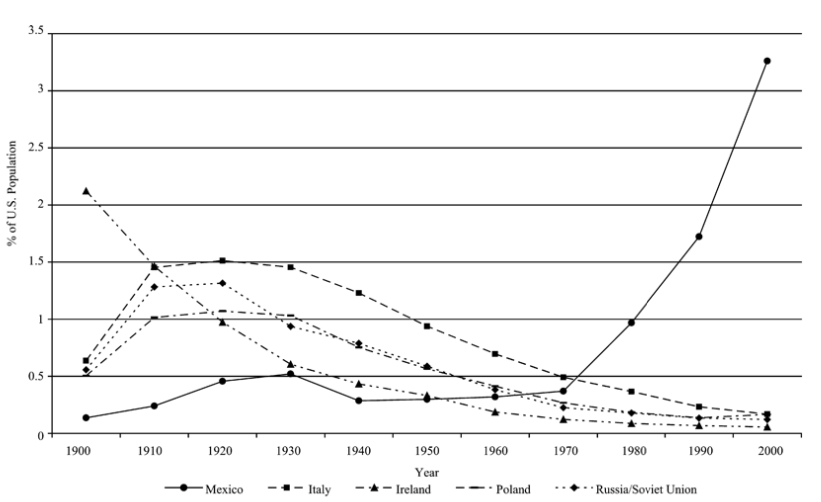 3.5
3
2.5
2
1.5
1
0.5
0
% of U.S. Population
1900 1910 1920 1930 1940 1950 1960 1970 1980 1990 2000
Year
Mexico Italy Ireland Poland Russia/Soviet Union